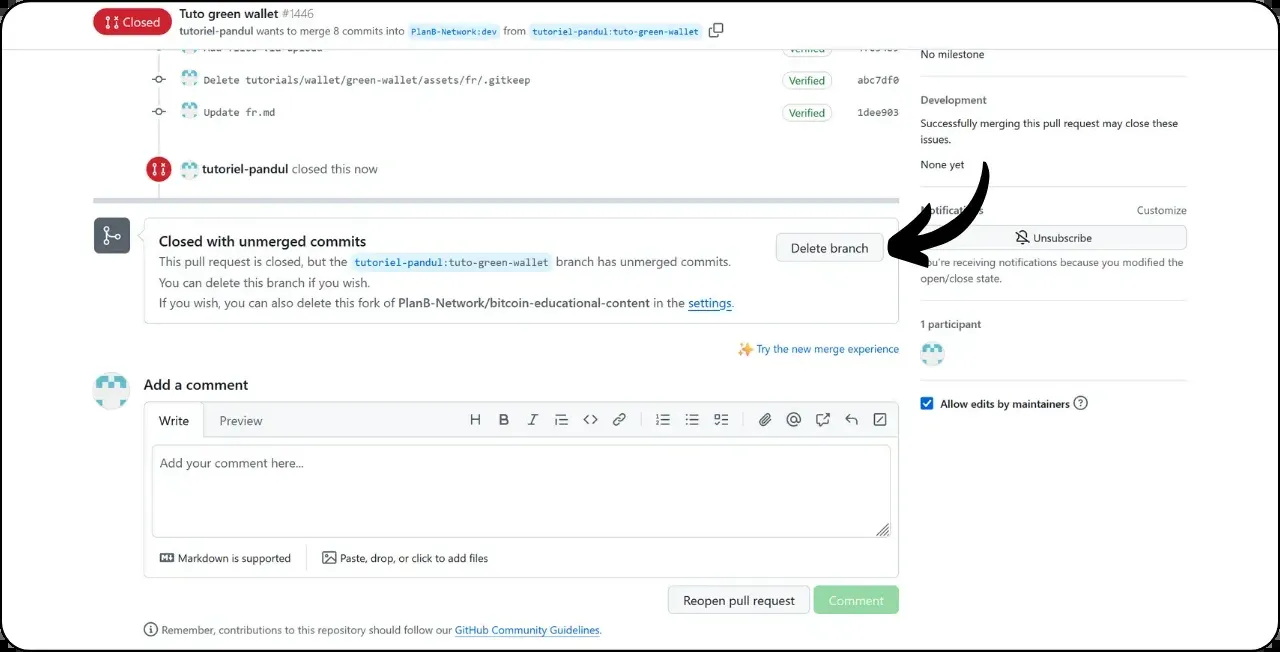 Closed
Tuto green wallet #1446
tutoriel-pandul wants to merge 8 commits into PlanB-Network:dev from tutoriel-pandul:tuto-green-wallet
Delete tutorials/wallet/green-wallet/assets/fr/.gitkeep Verified abc7df0
Update fr.md Verified 1dee903
tutoriel-pandul closed this now
Closed with unmerged commits
This pull request is closed, but the tutoriel-pandul:tuto-green-wallet branch has unmerged commits.
You can delete this branch if you wish.
If you wish, you can also delete this fork of PlanB-Network/bitcoin-educational-content in the settings.
Delete branch
Try the new merge experience
Add a comment
Write Preview
Add your comment here...
Markdown is supported
Paste, drop, or click to add files
Reopen pull request Comment
Remember, contributions to this repository should follow our GitHub Community Guidelines.
No milestone
Development
Successfully merging this pull request may close these
issues.
None yet
Notifications Customize
Unsubscribe
You're receiving notifications because you modified the
open/close state.
1 participant
Allow edits by maintainers